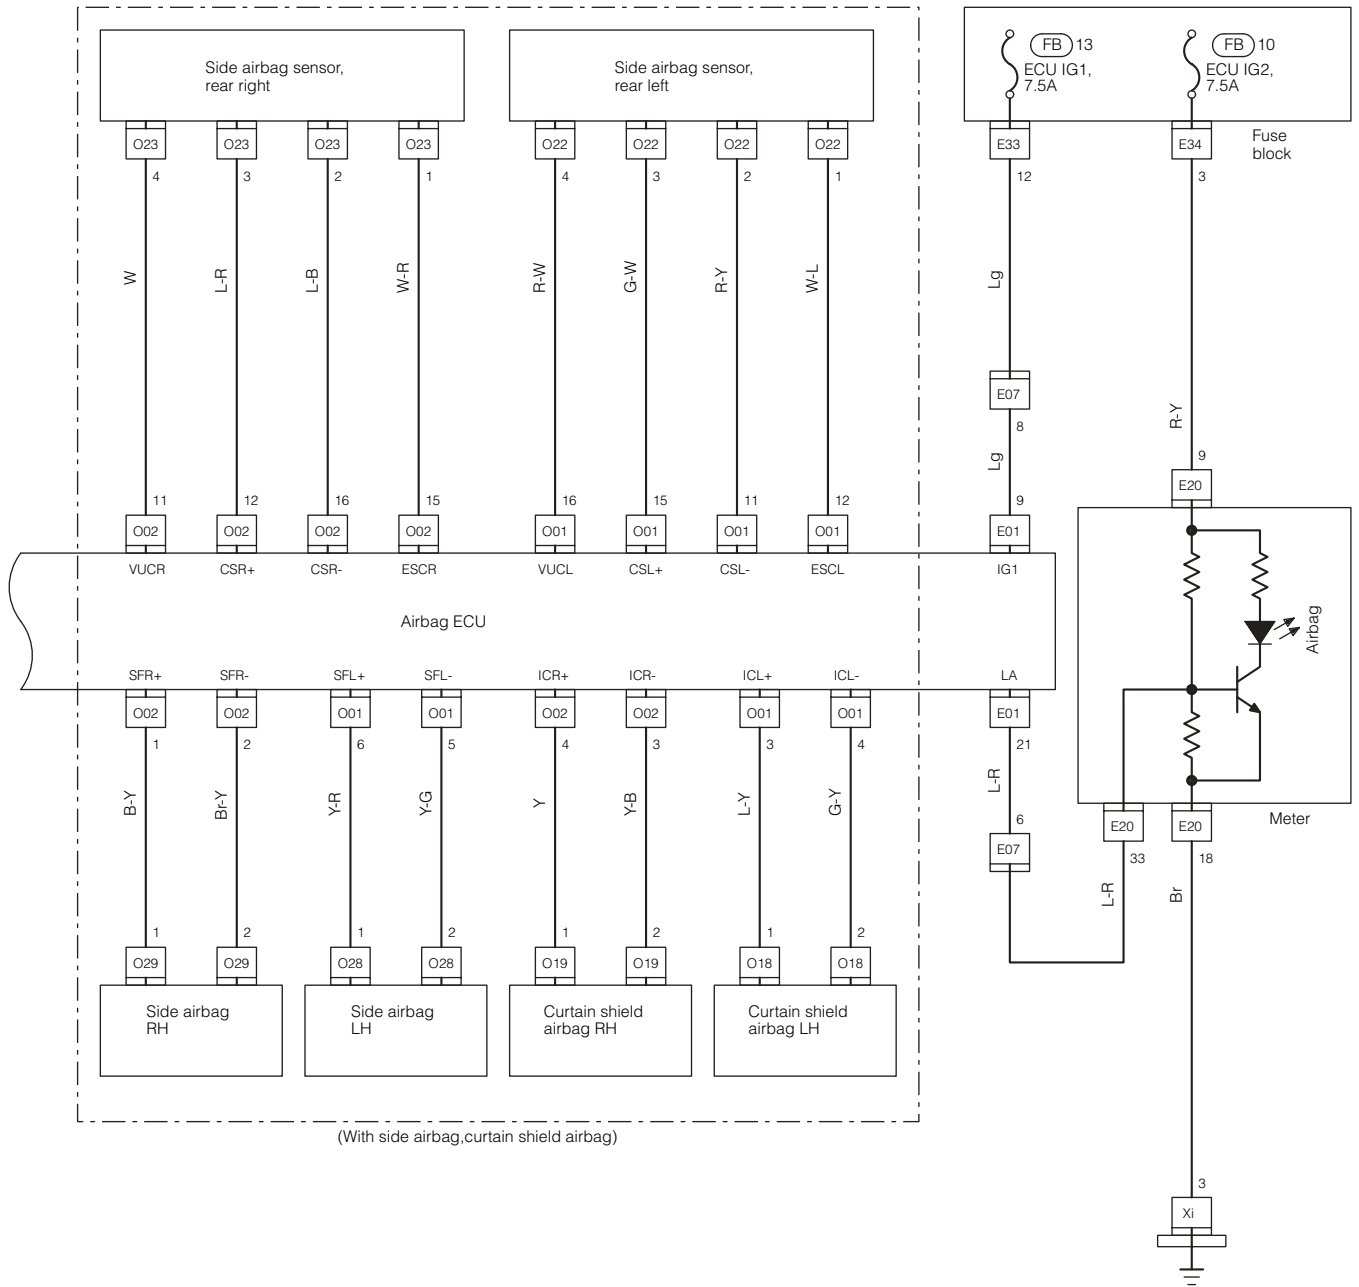 Side airbag sensor,
rear right
Side airbag sensor,
rear left
FB 13
ECU IG1,
7.5A
FB 10
ECU IG2,
7.5A
Fuse
block
O23 O23 O23 O23 O22 O22 O22 O22 E33 E34
4 3 2 1 4 3 2 1 12 3
W L-R L-B W-R R-W G-W R-Y W-L Lg
E07
8
R-Y
Lg
9
E20
11 12 16 15 16 15 11 12 9
O02 O02 O02 O02 O01 O01 O01 O01 E01
VUCR CSR+ CSR- ESCR VUCL CSL+ CSL- ESCL IG1
Airbag ECU
Airbag
SFR+ SFR- SFL+ SFL- ICR+ ICR- ICL+ ICL- LA
O02 O02 O01 O01 O02 O02 O01 O01 E01
1 2 6 5 4 3 3 4 21
B-Y Br-Y Y-R Y-G Y Y-B L-Y G-Y L-R
Meter
6
E07
E20 E20
33 18
L-R Br
1 2 1 2 1 2 1 2
O29 O29 O28 O28 O19 O19 O18 O18
Side airbag
RH
Side airbag
LH
Curtain shield
airbag RH
Curtain shield
airbag LH
(With side airbag,curtain shield airbag)
3
Xi